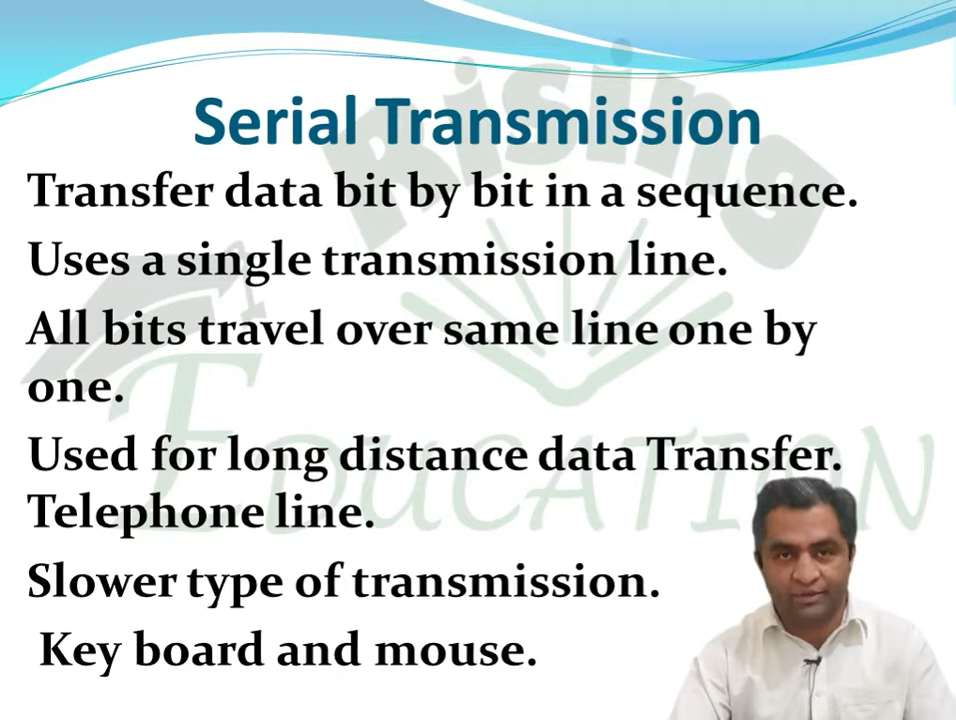 Rising
Education
Serial Transmission
Transfer data bit by bit in a sequence.
Uses a single transmission line.
All bits travel over same line one by
one.
Used for long distance data Transfer.
Telephone line.
Slower type of transmission.
Key board and mouse.